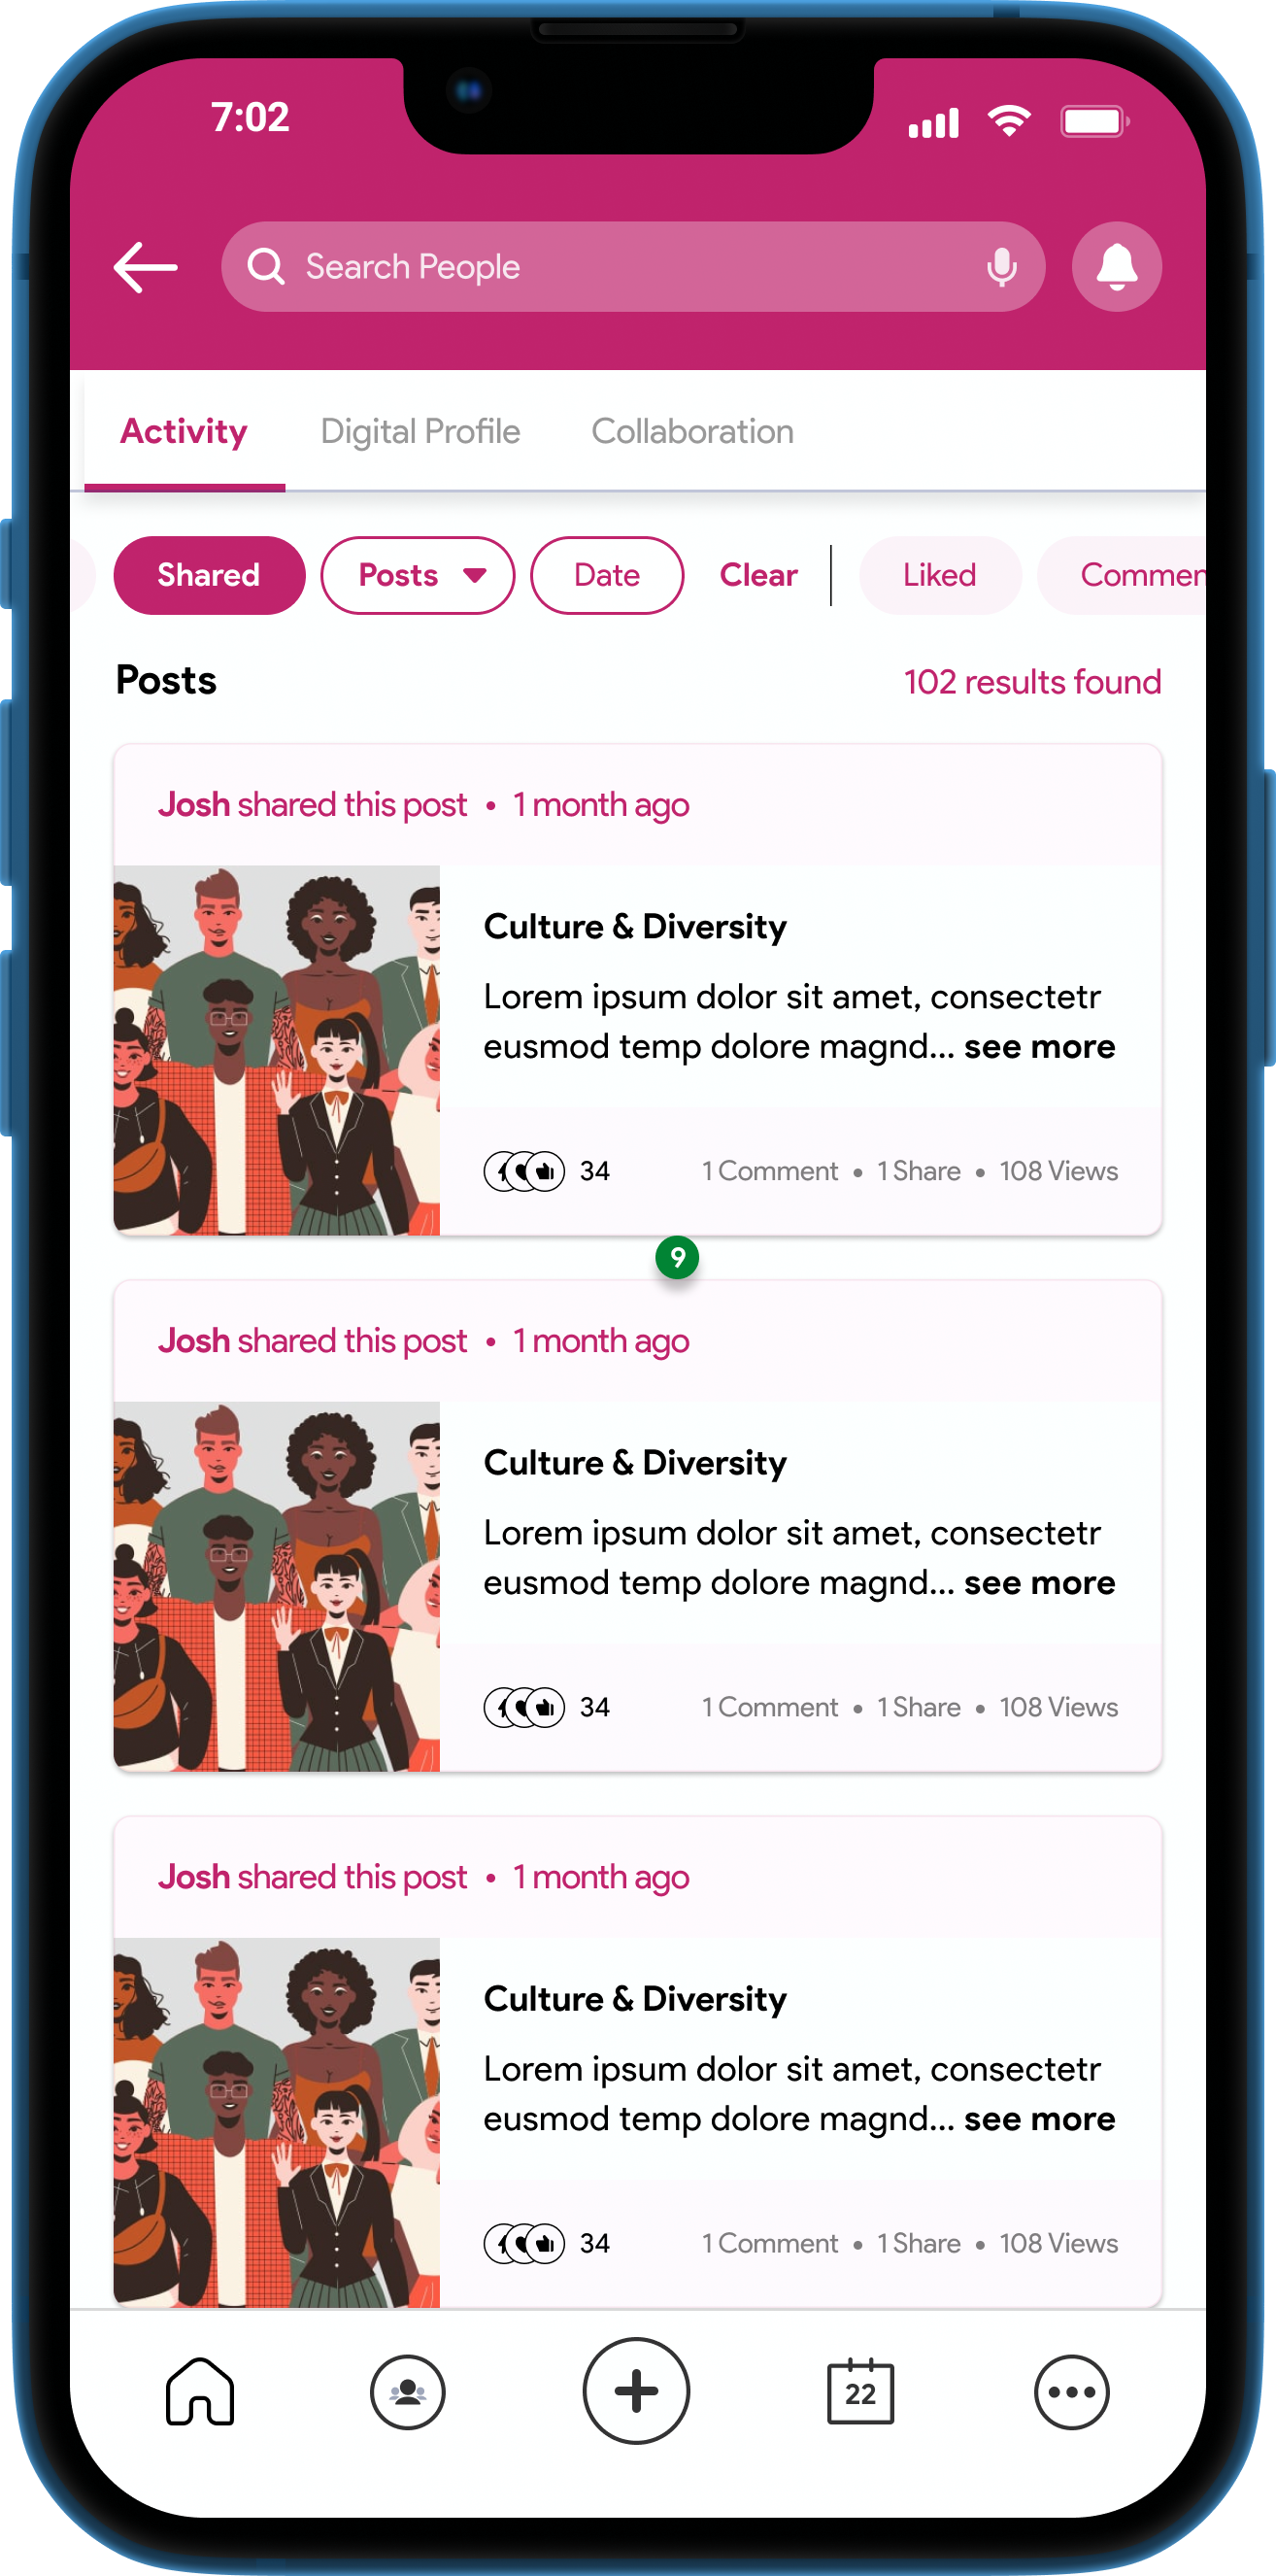 7:02
Search People
Activity Digital Profile Collaboration
Shared Posts Date Clear Liked Commen
Posts 102 results found
Josh shared this post • 1 month ago
Culture & Diversity
Lorem ipsum dolor sit amet, consectetr
eusmod temp dolore magnd... see more
34 1 Comment • 1 Share • 108 Views
9
Josh shared this post • 1 month ago
Culture & Diversity
Lorem ipsum dolor sit amet, consectetr
eusmod temp dolore magnd... see more
34 1 Comment • 1 Share • 108 Views
Josh shared this post • 1 month ago
Culture & Diversity
Lorem ipsum dolor sit amet, consectetr
eusmod temp dolore magnd... see more
34 1 Comment • 1 Share • 108 Views
22